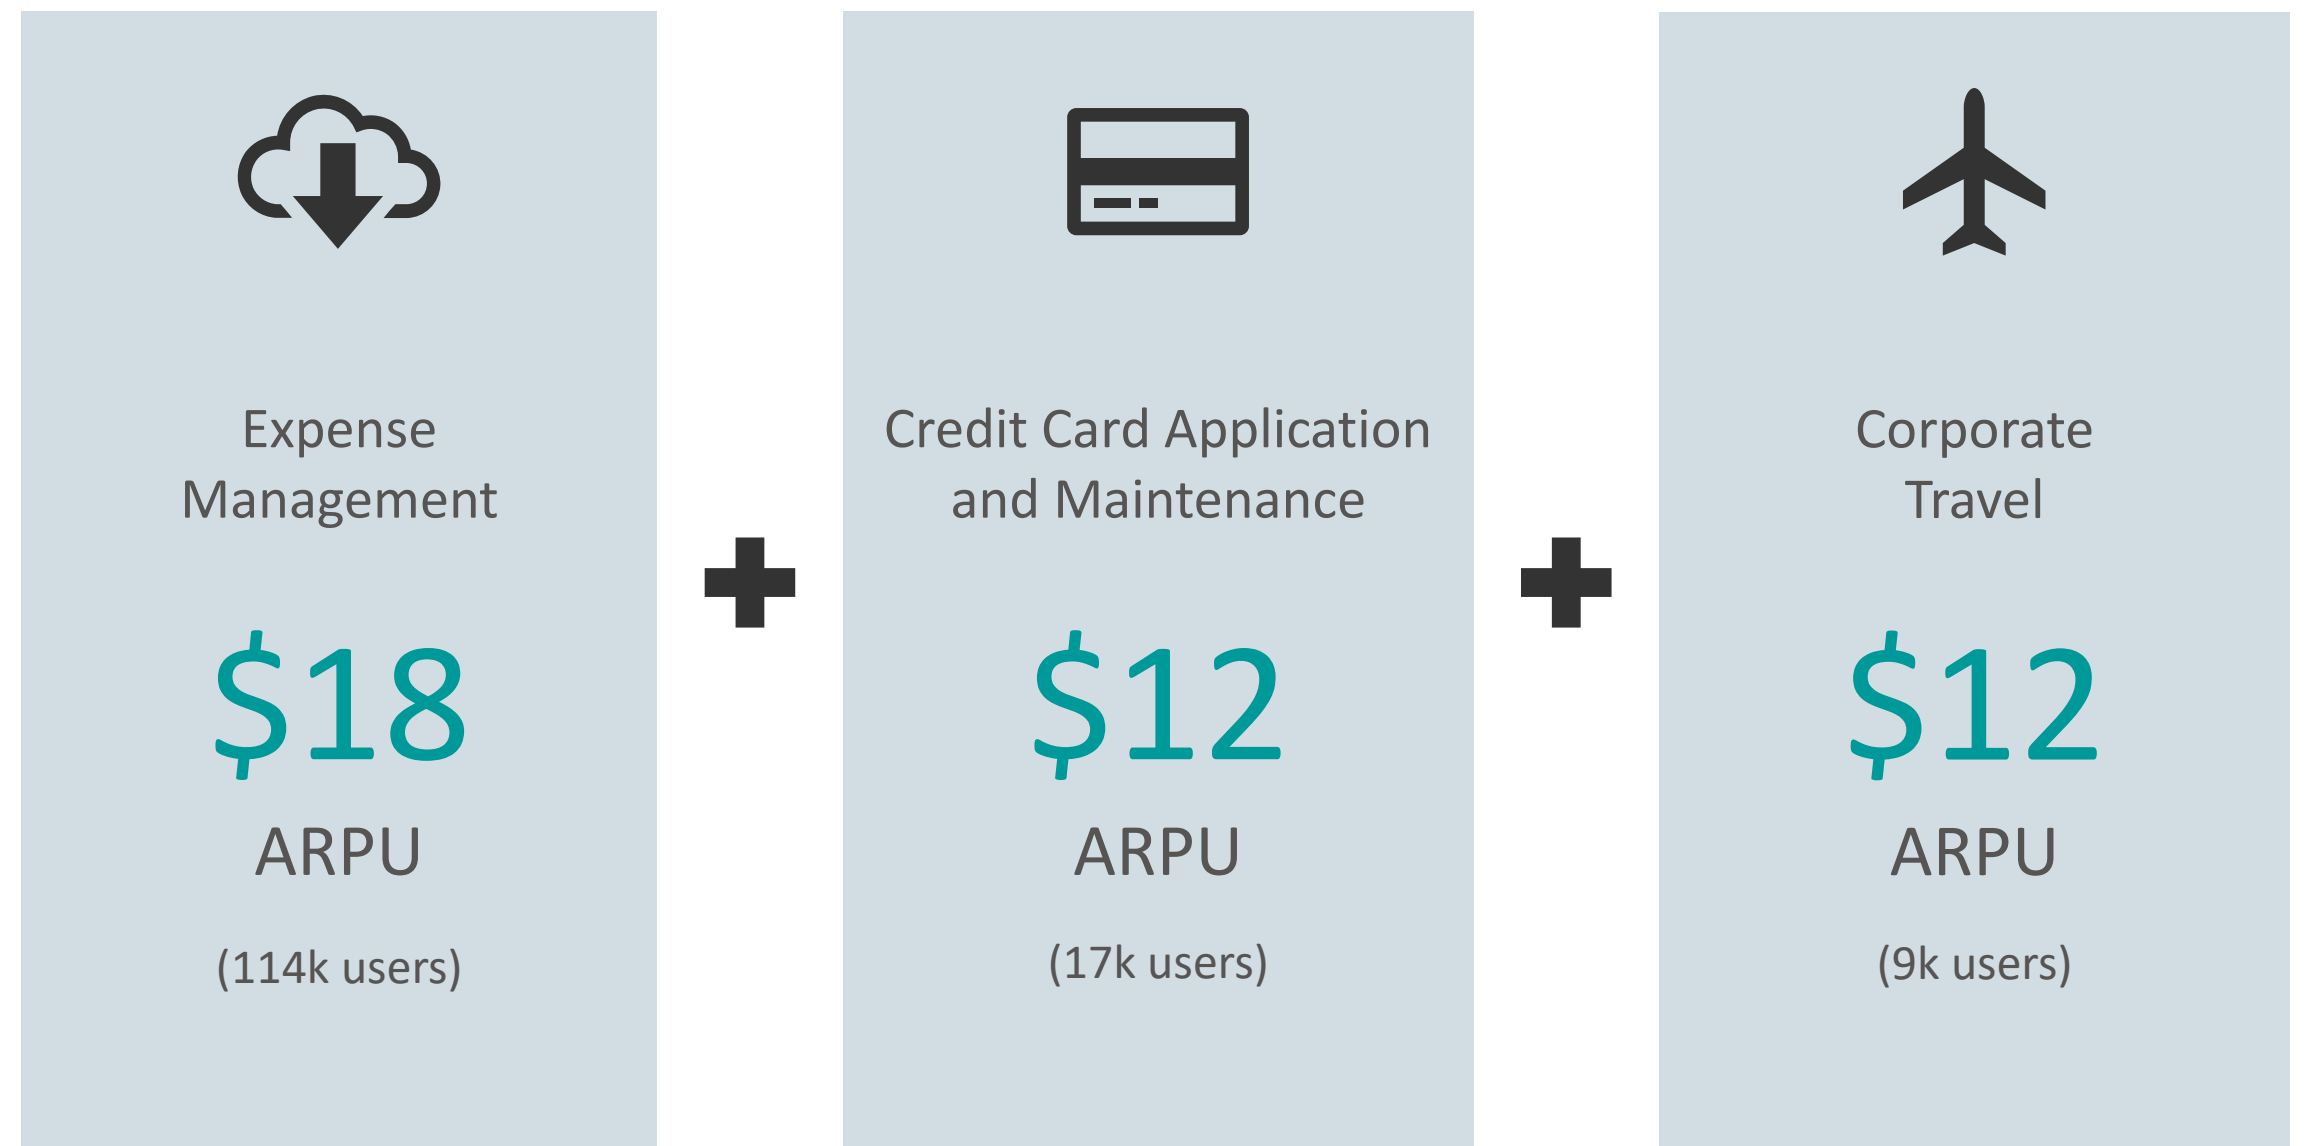 Expense
Management
$18
ARPU
(114k users)
Credit Card Application
and Maintenance
$12
ARPU
(17k users)
Corporate
Travel
$12
ARPU
(9k users)